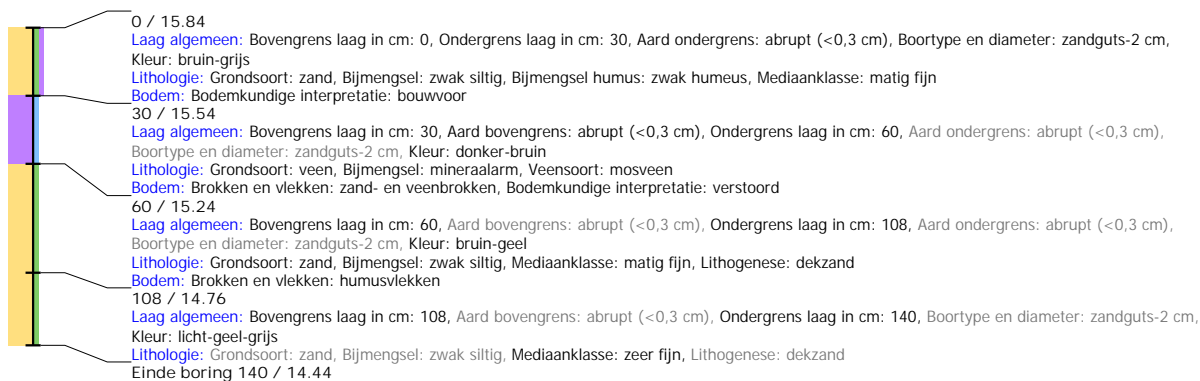 0 / 15.84
Laag algemeen: Bovengrens laag in cm: 0, Ondergrens laag in cm: 30, Aard ondergrens: abrupt (<0,3 cm), Boortype en diameter: zandguts-2 cm,
Kleur: bruin-grijs
Lithologie: Grondsoort: zand, Bijmengsel: zwak siltig, Bijmengsel humus: zwak humeus, Mediaanklasse: matig fijn
Bodem: Bodemkundige interpretatie: bouwvoor
30 / 15.54
Laag algemeen: Bovengrens laag in cm: 30, Aard bovengrens: abrupt (<0,3 cm), Ondergrens laag in cm: 60, Aard ondergrens: abrupt (<0,3 cm),
Boortype en diameter: zandguts-2 cm, Kleur: donker-bruin
Lithologie: Grondsoort: veen, Bijmengsel: mineraalarm, Veensoort: mosveen
Bodem: Brokken en vlekken: zand- en veenbrokken, Bodemkundige interpretatie: verstoord
60 / 15.24
Laag algemeen: Bovengrens laag in cm: 60, Aard bovengrens: abrupt (<0,3 cm), Ondergrens laag in cm: 108, Aard ondergrens: abrupt (<0,3 cm),
Boortype en diameter: zandguts-2 cm, Kleur: bruin-geel
Lithologie: Grondsoort: zand, Bijmengsel: zwak siltig, Mediaanklasse: matig fijn, Lithogenese: dekzand
Bodem: Brokken en vlekken: humusvlekken
108 / 14.76
Laag algemeen: Bovengrens laag in cm: 108, Aard bovengrens: abrupt (<0,3 cm), Ondergrens laag in cm: 140, Boortype en diameter: zandguts-2 cm,
Kleur: licht-geel-grijs
Lithologie: Grondsoort: zand, Bijmengsel: zwak siltig, Mediaanklasse: zeer fijn, Lithogenese: dekzand
Einde boring 140 / 14.44